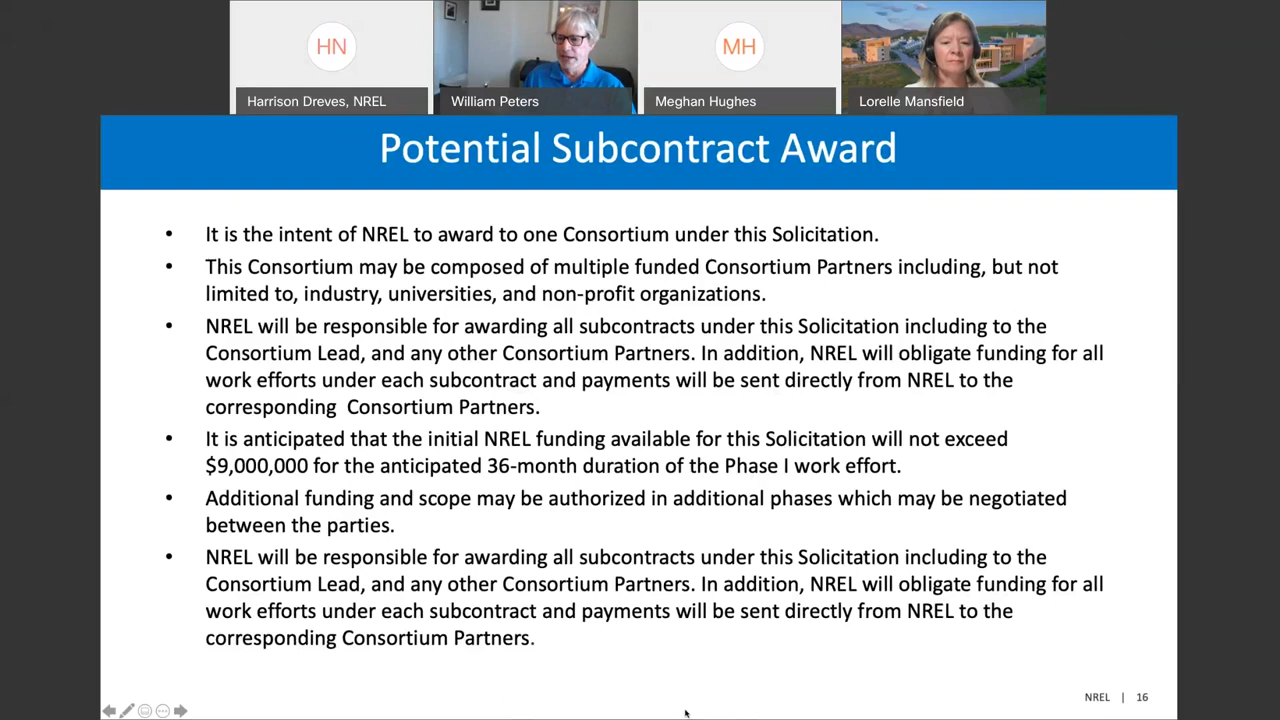 HN
MH
Harrison Dreves, NREL
William Peters
Meghan Hughes
Lorelle Mansfield
Potential Subcontract Award
• It is the intent of NREL to award to one Consortium under this Solicitation.
• This Consortium may be composed of multiple funded Consortium Partners including, but not
limited to, industry, universities, and non-profit organizations.
• NREL will be responsible for awarding all subcontracts under this Solicitation including to the
Consortium Lead, and any other Consortium Partners. In addition, NREL will obligate funding for all
work efforts under each subcontract and payments will be sent directly from NREL to the
corresponding  Consortium Partners.
• It is anticipated that the initial NREL funding available for this Solicitation will not exceed
$9,000,000 for the anticipated 36-month duration of the Phase I work effort.
• Additional funding and scope may be authorized in additional phases which may be negotiated
between the parties.
• NREL will be responsible for awarding all subcontracts under this Solicitation including to the
Consortium Lead, and any other Consortium Partners. In addition, NREL will obligate funding for all
work efforts under each subcontract and payments will be sent directly from NREL to the
corresponding Consortium Partners.
NREL | 16